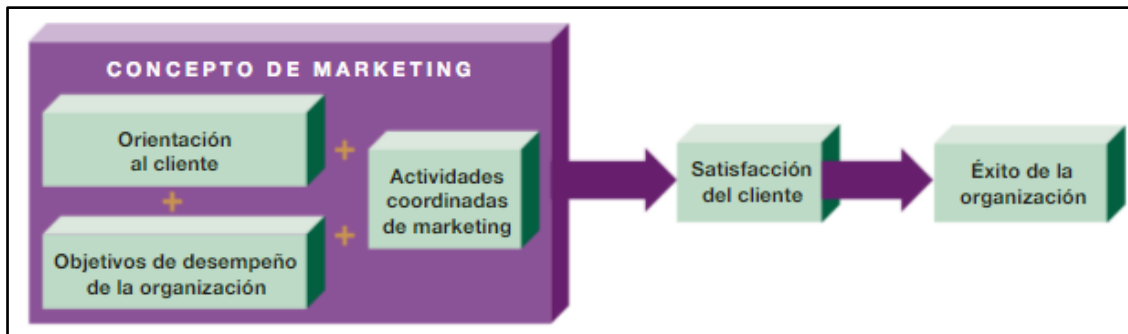 CONCEPTO DE MARKETING
Orientación
al cliente
+
+
Objetivos de desempeño
de la organización
+
Actividades
coordinadas
de marketing
Satisfacción
del cliente
Éxito de la
organización